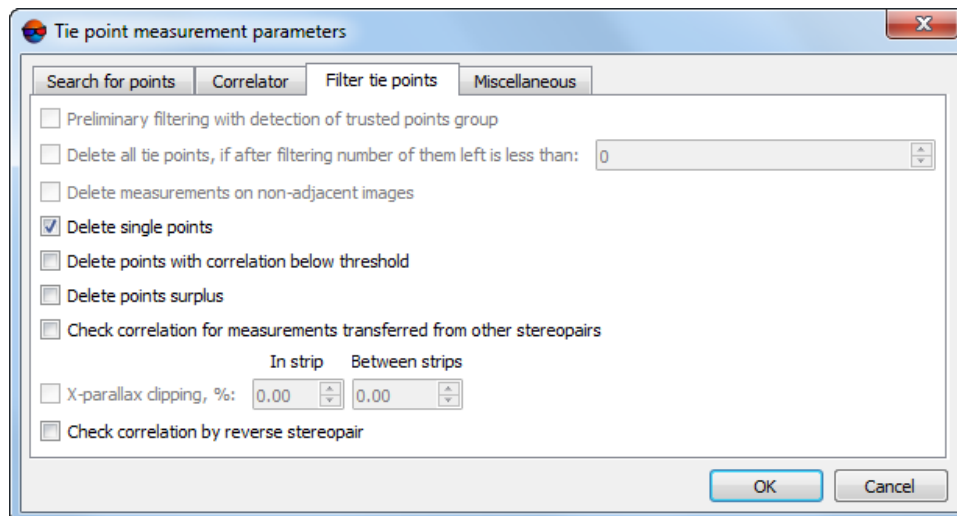 Tie point measurement parameters
Search for points Correlator Filter tie points Miscellaneous
Preliminary filtering with detection of trusted points group
Delete all tie points, if after filtering number of them left is less than: 0
Delete measurements on non-adjacent images
Delete single points
Delete points with correlation below threshold
Delete points surplus
Check correlation for measurements transferred from other stereopairs
In strip Between strips
X-parallax clipping, %: 0.00 0.00
Check correlation by reverse stereopair
OK Cancel